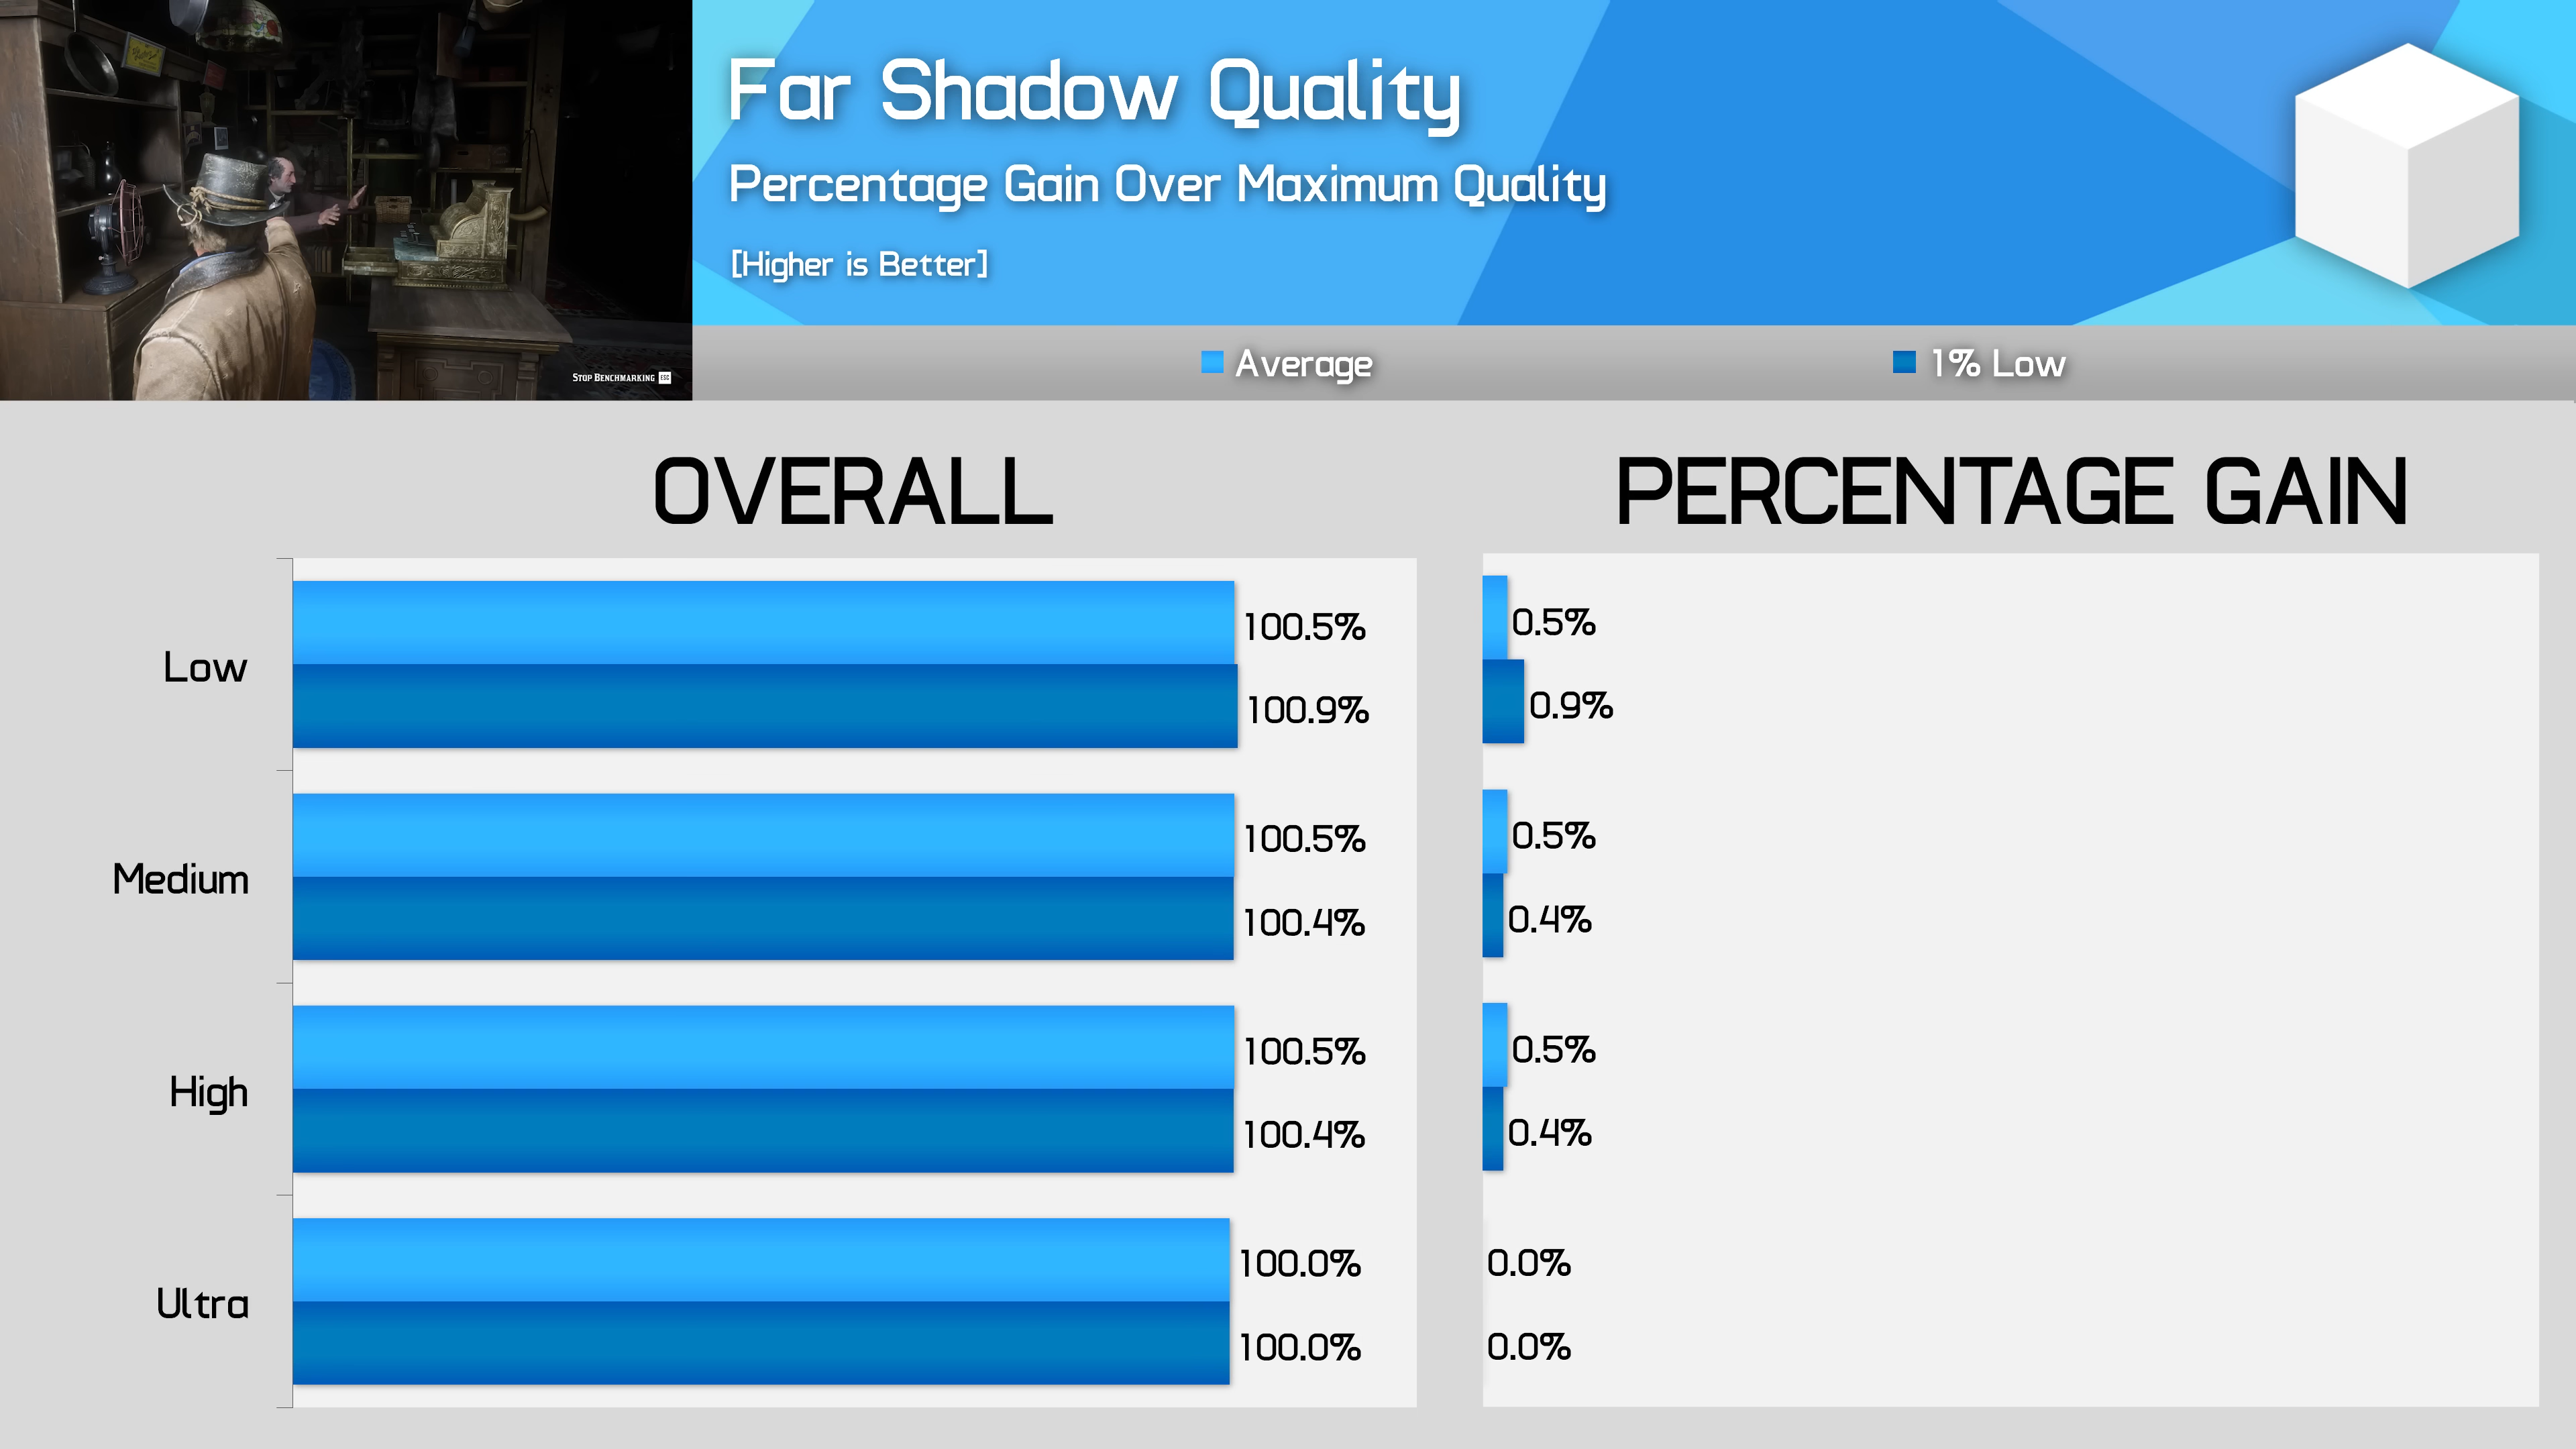 Far Shadow Quality
Percentage Gain Over Maximum Quality
[Higher is Better]
STOP BENCHMARKING ESC
Average
1% Low
OVERALL
PERCENTAGE GAIN
Low
100.5%
100.9%
0.5%
0.9%
Medium
100.5%
100.4%
0.5%
0.4%
High
100.5%
100.4%
0.5%
0.4%
Ultra
100.0%
100.0%
0.0%
0.0%